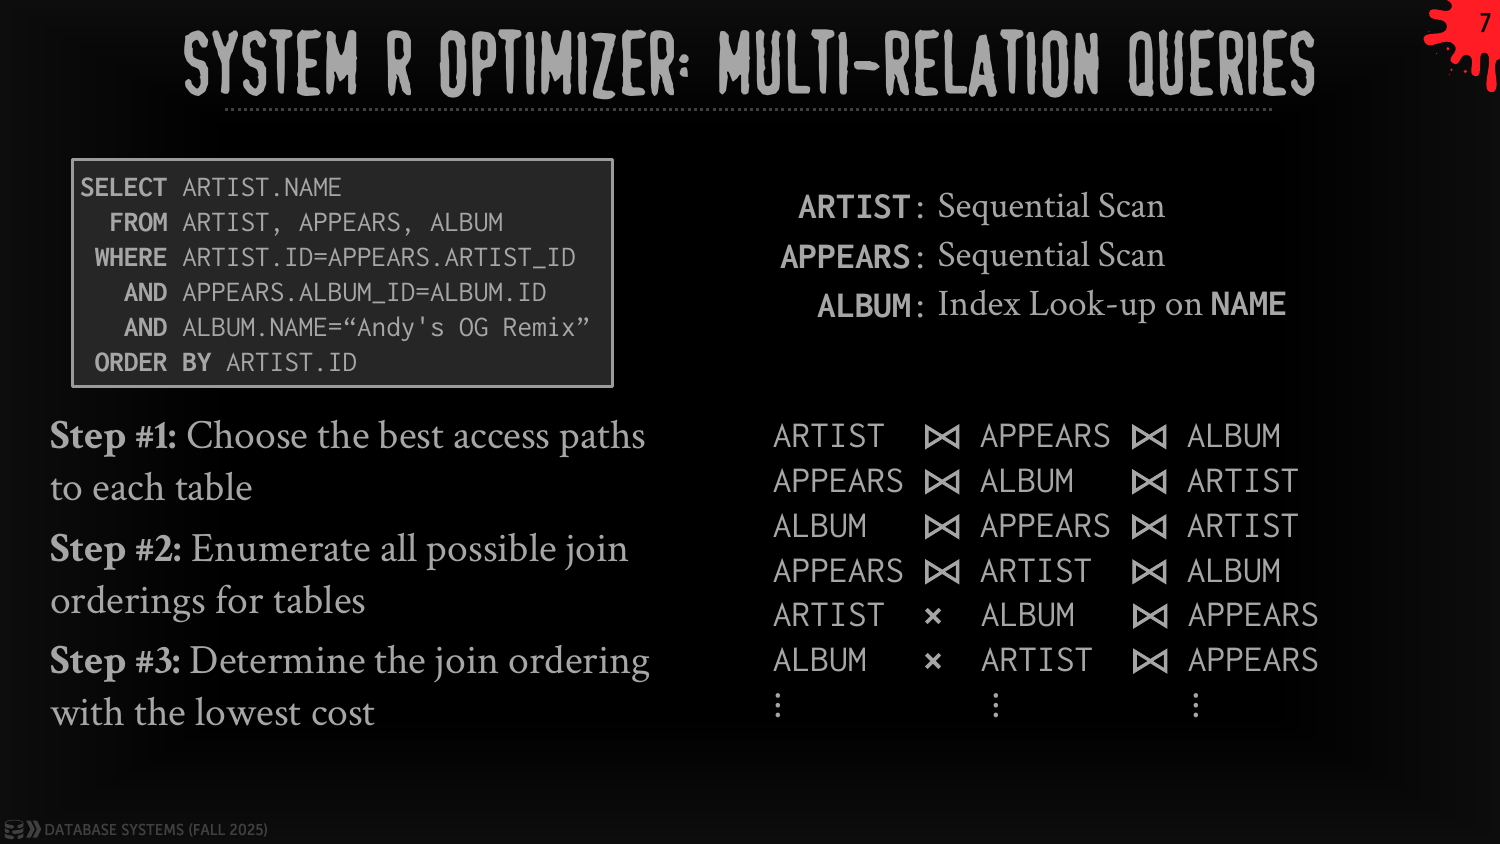 7
SYSTEM R OPTIMIZER: MULTI-RELATION QUERIES
SELECT ARTIST.NAME
FROM ARTIST, APPEARS, ALBUM
WHERE ARTIST.ID=APPEARS.ARTIST_ID
AND APPEARS.ALBUM_ID=ALBUM.ID
AND ALBUM.NAME=“Andy's OG Remix”
ORDER BY ARTIST.ID
Step #1: Choose the best access paths
to each table
Step #2: Enumerate all possible join
orderings for tables
Step #3: Determine the join ordering
with the lowest cost
ARTIST: Sequential Scan
APPEARS: Sequential Scan
ALBUM: Index Look-up on NAME
ARTIST ⋈ APPEARS ⋈ ALBUM
APPEARS ⋈ ALBUM ⋈ ARTIST
ALBUM ⋈ APPEARS ⋈ ARTIST
APPEARS ⋈ ARTIST ⋈ ALBUM
ARTIST × ALBUM ⋈ APPEARS
ALBUM × ARTIST ⋈ APPEARS
⋮ ⋮ ⋮
DATABASE SYSTEMS (FALL 2025)